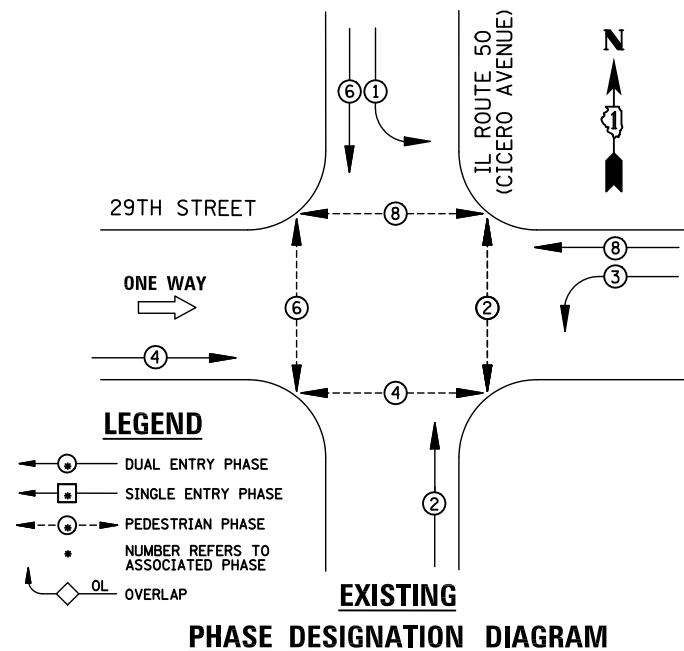 6 1
IL ROUTE 50
(CICERO AVENUE)
N
1
29TH STREET
8
8
3
ONE WAY
6
2
4
4
2
LEGEND
* DUAL ENTRY PHASE
* SINGLE ENTRY PHASE
* PEDESTRIAN PHASE
* NUMBER REFERS TO
ASSOCIATED PHASE
OL OVERLAP
EXISTING
PHASE DESIGNATION DIAGRAM